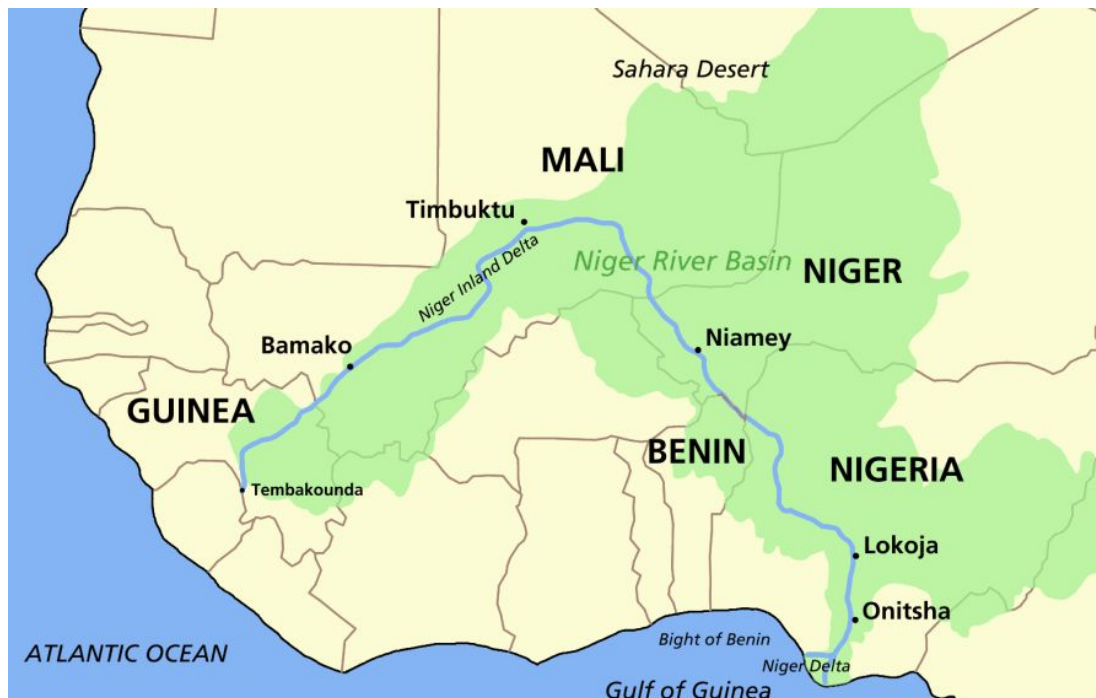 Sahara Desert
MALI
Timbuktu
Niger Inland Delta
Niger River Basin
NIGER
Niamey
Bamako
GUINEA
BENIN
NIGERIA
Tembakounda
Lokoja
Onitsha
Bight of Benin
ATLANTIC OCEAN
Niger Delta
Gulf of Guinea